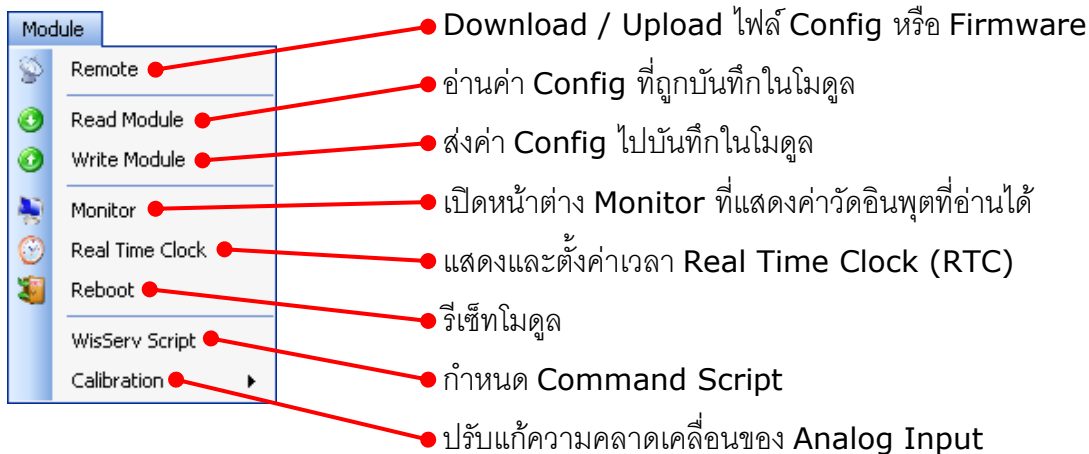 Module
Remote
Read Module
Write Module
Monitor
Real Time Clock
Reboot
WisServ Script
Calibration
Download / Upload ไฟล์ Config หรือ Firmware
อ่านค่า Config ที่ถูกบันทึกในโมดูล
ส่งค่า Config ไปบันทึกในโมดูล
เปิดหน้าต่าง Monitor ที่แสดงค่าวัดอินพุตที่อ่านได้
แสดงและตั้งค่าเวลา Real Time Clock (RTC)
รีเซ็ทโมดูล
กำหนด Command Script
ปรับแก้ความคลาดเคลื่อนของ Analog Input